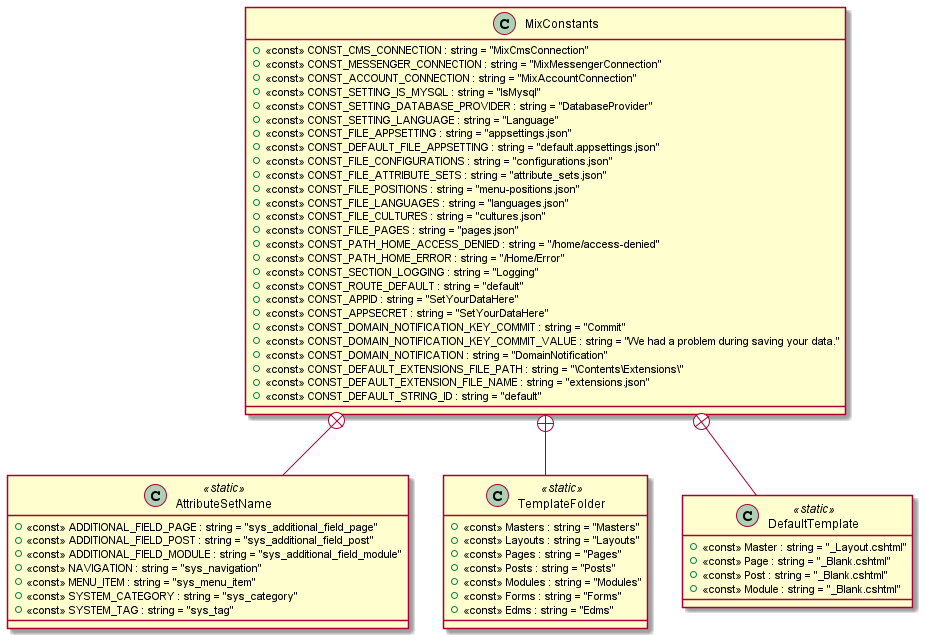 C MixConstants
«const» CONST_CMS_CONNECTION : string = "MixCmsConnection"
«const» CONST_MESSENGER_CONNECTION : string = "MixMessengerConnection"
«const» CONST_ACCOUNT_CONNECTION : string = "MixAccountConnection"
«const» CONST_SETTING_IS_MYSQL : string = "IsMysql"
«const» CONST_SETTING_DATABASE_PROVIDER : string = "DatabaseProvider"
«const» CONST_SETTING_LANGUAGE : string = "Language"
«const» CONST_FILE_APPSETTING : string = "appsettings.json"
«const» CONST_DEFAULT_FILE_APPSETTING : string = "default.appsettings.json"
«const» CONST_FILE_CONFIGURATIONS : string = "configurations.json"
«const» CONST_FILE_ATTRIBUTE_SETS : string = "attribute_sets.json"
«const» CONST_FILE_POSITIONS : string = "menu-positions.json"
«const» CONST_FILE_LANGUAGES : string = "languages.json"
«const» CONST_FILE_CULTURES : string = "cultures.json"
«const» CONST_FILE_PAGES : string = "pages.json"
«const» CONST_PATH_HOME_ACCESS_DENIED : string = "/home/access-denied"
«const» CONST_PATH_HOME_ERROR : string = "/Home/Error"
«const» CONST_SECTION_LOGGING : string = "Logging"
«const» CONST_ROUTE_DEFAULT : string = "default"
«const» CONST_APPID : string = "SetYourDataHere"
«const» CONST_APPSECRET : string = "SetYourDataHere"
«const» CONST_DOMAIN_NOTIFICATION_KEY_COMMIT : string = "Commit"
«const» CONST_DOMAIN_NOTIFICATION_KEY_COMMIT_VALUE : string = "We had a problem during saving your data."
«const» CONST_DOMAIN_NOTIFICATION : string = "DomainNotification"
«const» CONST_DEFAULT_EXTENSIONS_FILE_PATH : string = "\Contents\Extensions\"
«const» CONST_DEFAULT_EXTENSION_FILE_NAME : string = "extensions.json"
«const» CONST_DEFAULT_STRING_ID : string = "default"
«static»
C AttributeSetName
«const» ADDITIONAL_FIELD_PAGE : string = "sys_additional_field_page"
«const» ADDITIONAL_FIELD_POST : string = "sys_additional_field_post"
«const» ADDITIONAL_FIELD_MODULE : string = "sys_additional_field_module"
«const» NAVIGATION : string = "sys_navigation"
«const» MENU_ITEM : string = "sys_menu_item"
«const» SYSTEM_CATEGORY : string = "sys_category"
«const» SYSTEM_TAG : string = "sys_tag"
«static»
C TemplateFolder
«const» Masters : string = "Masters"
«const» Layouts : string = "Layouts"
«const» Pages : string = "Pages"
«const» Posts : string = "Posts"
«const» Modules : string = "Modules"
«const» Forms : string = "Forms"
«const» Edms : string = "Edms"
«static»
C DefaultTemplate
«const» Master : string = "_Layout.cshtml"
«const» Page : string = "_Blank.cshtml"
«const» Post : string = "_Blank.cshtml"
«const» Module : string = "_Blank.cshtml"